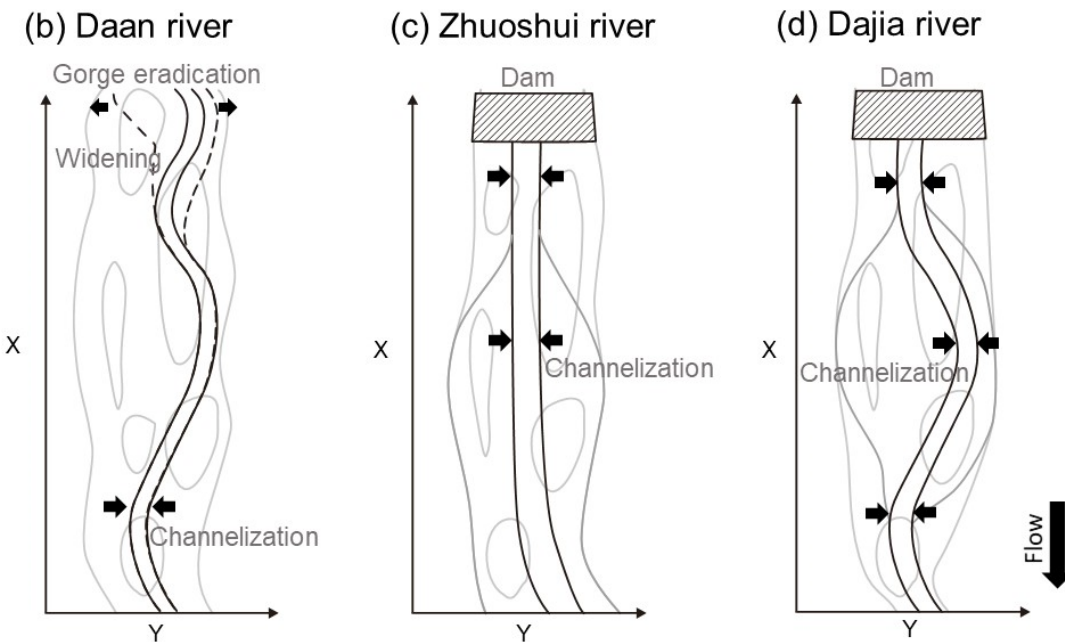 (b) Daan river
Gorge eradication
Widening
X
Channelization
Y
(c) Zhuoshui river
Dam
X
Channelization
Y
(d) Dajia river
Dam
X
Channelization
Flow
Y